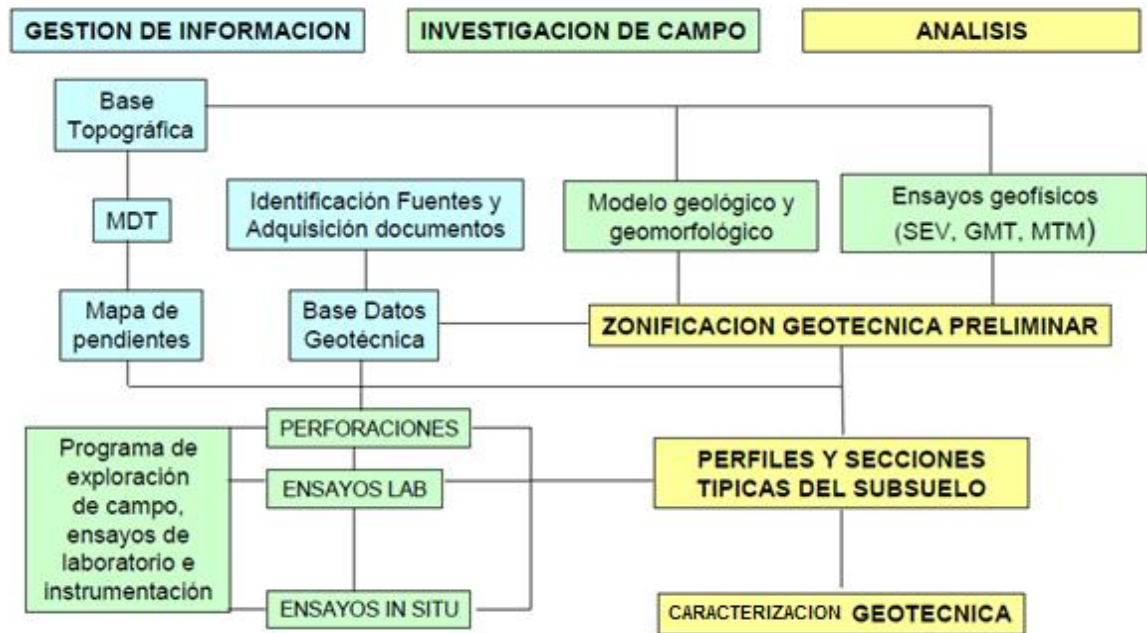 GESTION DE INFORMACION
INVESTIGACION DE CAMPO
ANALISIS
Base
Topográfica
MDT
Identificación Fuentes y
Adquisición documentos
Modelo geológico y
geomorfológico
Ensayos geofísicos
(SEV, GMT, MTM)
Mapa de
pendientes
Base Datos
Geotécnica
ZONIFICACION GEOTECNICA PRELIMINAR
Programa de
exploración
de campo,
ensayos de
laboratorio e
instrumentación
PERFORACIONES
ENSAYOS LAB
ENSAYOS IN SITU
PERFILES Y SECCIONES
TIPICAS DEL SUBSUELO
CARACTERIZACION GEOTECNICA